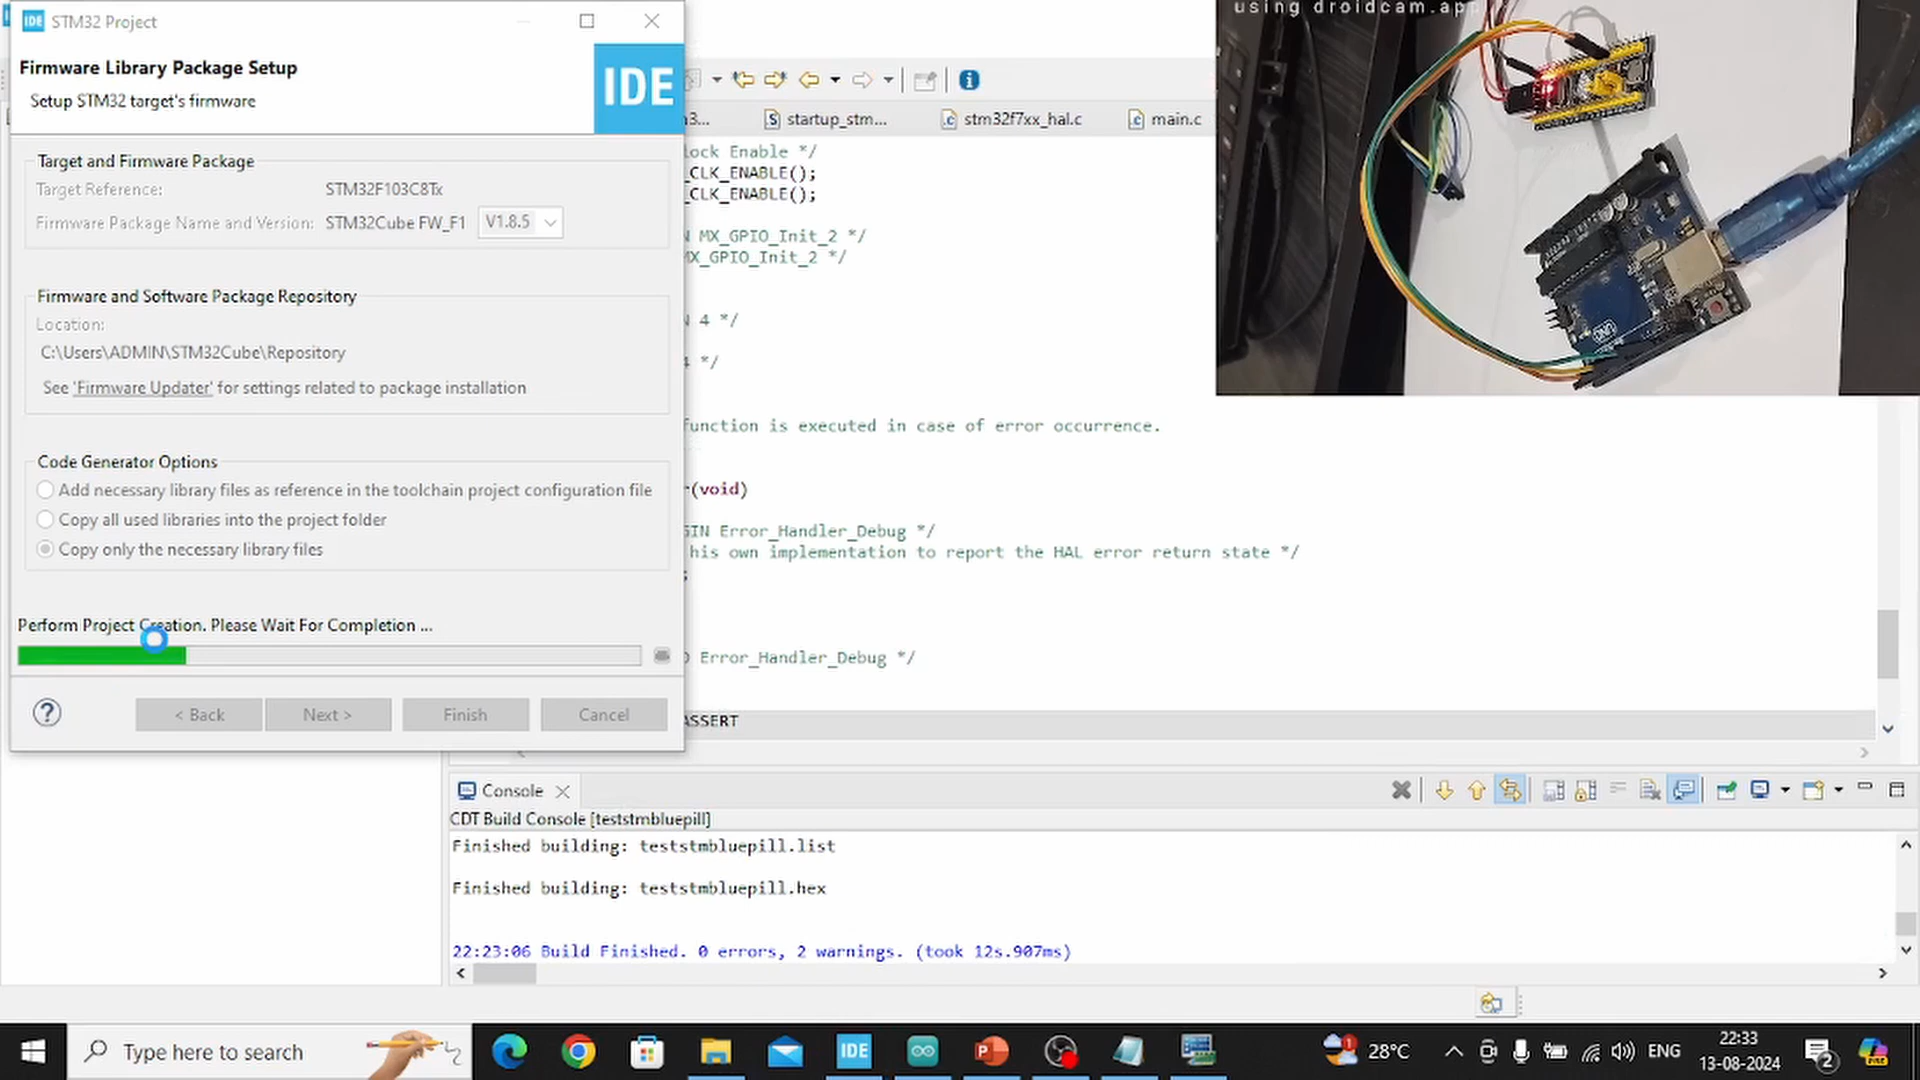 IDE STM32 Project
Firmware Library Package Setup
Setup STM32 target's firmware
IDE
Target and Firmware Package
Target Reference: STM32F103C8Tx
Firmware Package Name and Version: STM32Cube FW_F1 V1.8.5
Firmware and Software Package Repository
Location:
C:\Users\ADMIN\STM32Cube\Repository
See 'Firmware Updater' for settings related to package installation
Code Generator Options
Add necessary library files as reference in the toolchain project configuration file
Copy all used libraries into the project folder
Copy only the necessary library files
Perform Project Creation. Please Wait For Completion ...
< Back Next > Finish Cancel
startup_stm... stm32f7xx_hal.c main.c
lock Enable */
_CLK_ENABLE();
_CLK_ENABLE();
N MX_GPIO_Init_2 */
MX_GPIO_Init_2 */
N 4 */
4 */
function is executed in case of error occurrence.
r(void)
GIN Error_Handler_Debug */
his own implementation to report the HAL error return state */
;
D Error_Handler_Debug */
ASSERT
using droidcam.app
UNO
Console
CDT Build Console [teststmbluepill]
Finished building: teststmbluepill.list
Finished building: teststmbluepill.hex
22:23:06 Build Finished. 0 errors, 2 warnings. (took 12s.907ms)
Type here to search
IDE
28°C
ENG
22:33
13-08-2024
2